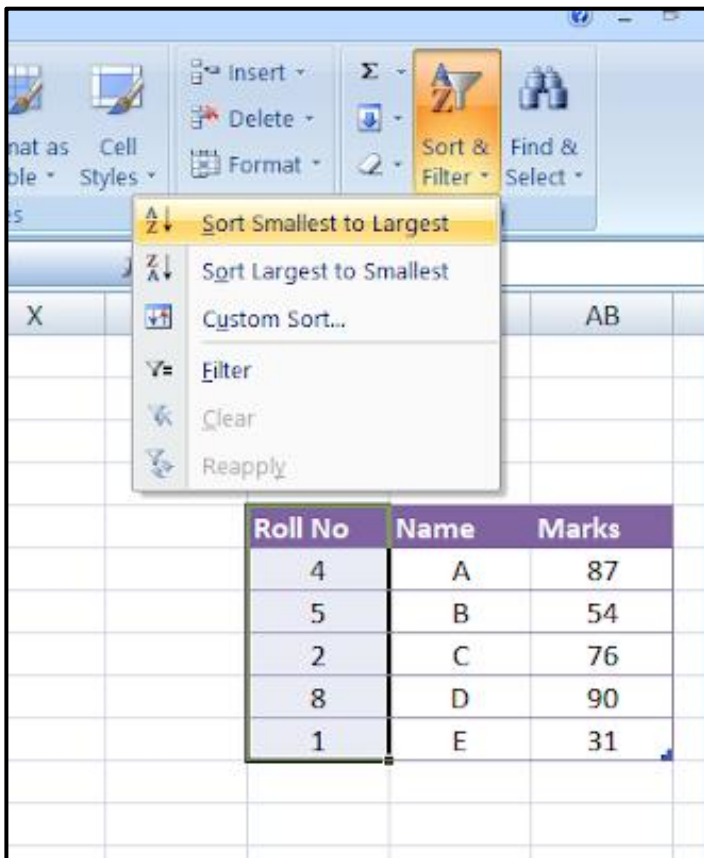 Insert
Delete
Format
Σ
mat as
ble
Cell
Styles
Sort &
Filter
Find &
Select
Sort Smallest to Largest
Sort Largest to Smallest
Custom Sort...
Filter
Clear
Reapply
X AB
Roll No Name Marks
4 A 87
5 B 54
2 C 76
8 D 90
1 E 31